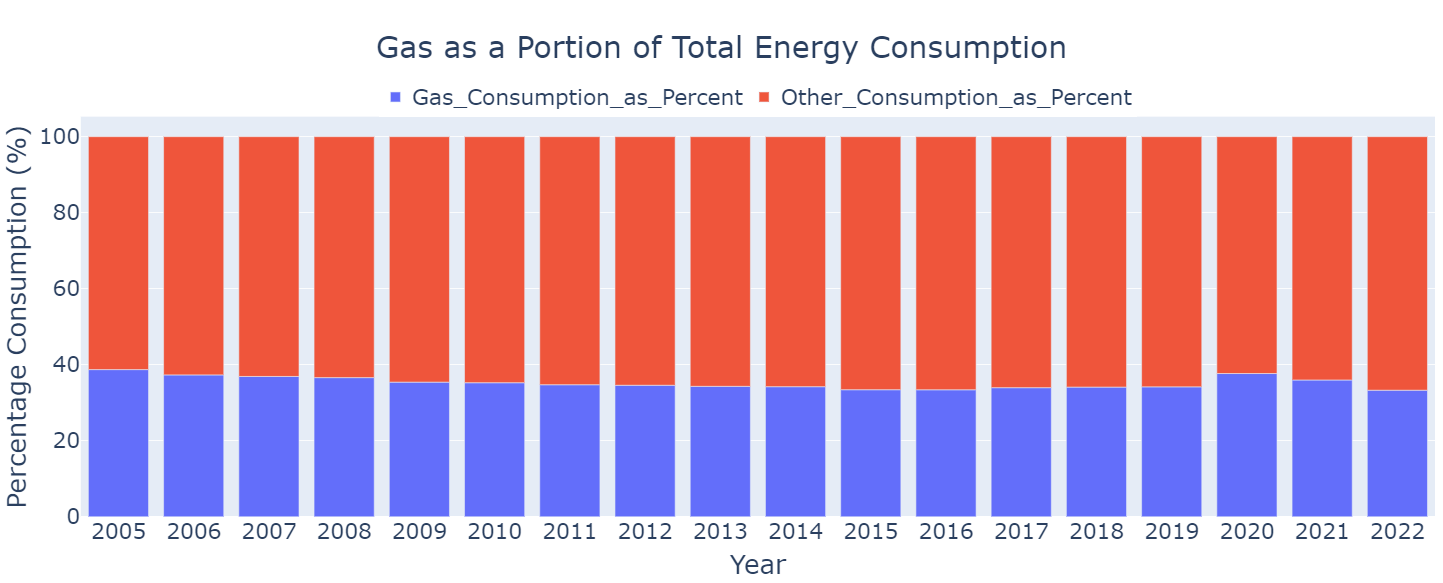 Gas as a Portion of Total Energy Consumption
Gas_Consumption_as_Percent Other_Consumption_as_Percent
Percentage Consumption (%)
100
80
60
40
20
0
2005 2006 2007 2008 2009 2010 2011 2012 2013 2014 2015 2016 2017 2018 2019 2020 2021 2022
Year